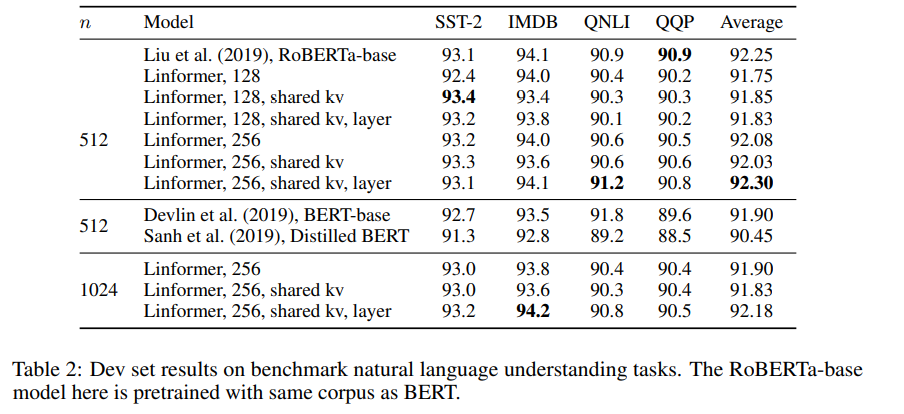 n Model SST-2 IMDB QNLI QQP Average
Liu et al. (2019), RoBERTa-base 93.1 94.1 90.9 90.9 92.25
Linformer, 128 92.4 94.0 90.4 90.2 91.75
Linformer, 128, shared kv 93.4 93.4 90.3 90.3 91.85
Linformer, 128, shared kv, layer 93.2 93.8 90.1 90.2 91.83
512 Linformer, 256 93.2 94.0 90.6 90.5 92.08
Linformer, 256, shared kv 93.3 93.6 90.6 90.6 92.03
Linformer, 256, shared kv, layer 93.1 94.1 91.2 90.8 92.30
512 Devlin et al. (2019), BERT-base 92.7 93.5 91.8 89.6 91.90
Sanh et al. (2019), Distilled BERT 91.3 92.8 89.2 88.5 90.45
Linformer, 256 93.0 93.8 90.4 90.4 91.90
1024 Linformer, 256, shared kv 93.0 93.6 90.3 90.4 91.83
Linformer, 256, shared kv, layer 93.2 94.2 90.8 90.5 92.18
Table 2: Dev set results on benchmark natural language understanding tasks. The RoBERTa-base
model here is pretrained with same corpus as BERT.